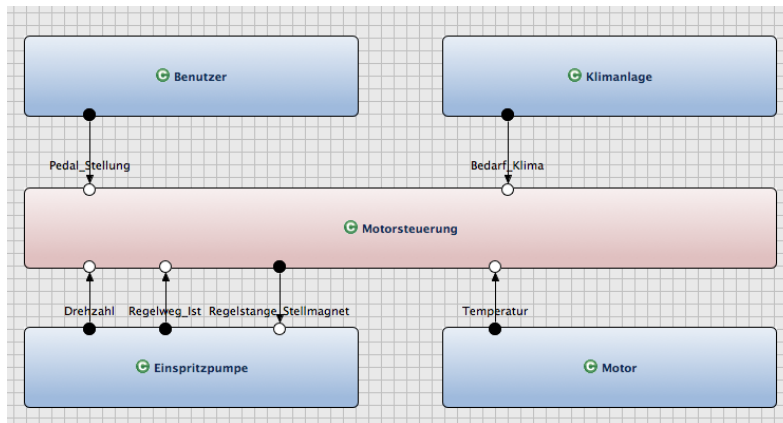 Benutzer
Klimanlage
Pedal_Stellung
Bedarf_Klima
Motorsteuerung
Drehzahl
Regelweg_Ist
Regelstange_Stellmagnet
Temperatur
Einspritzpumpe
Motor